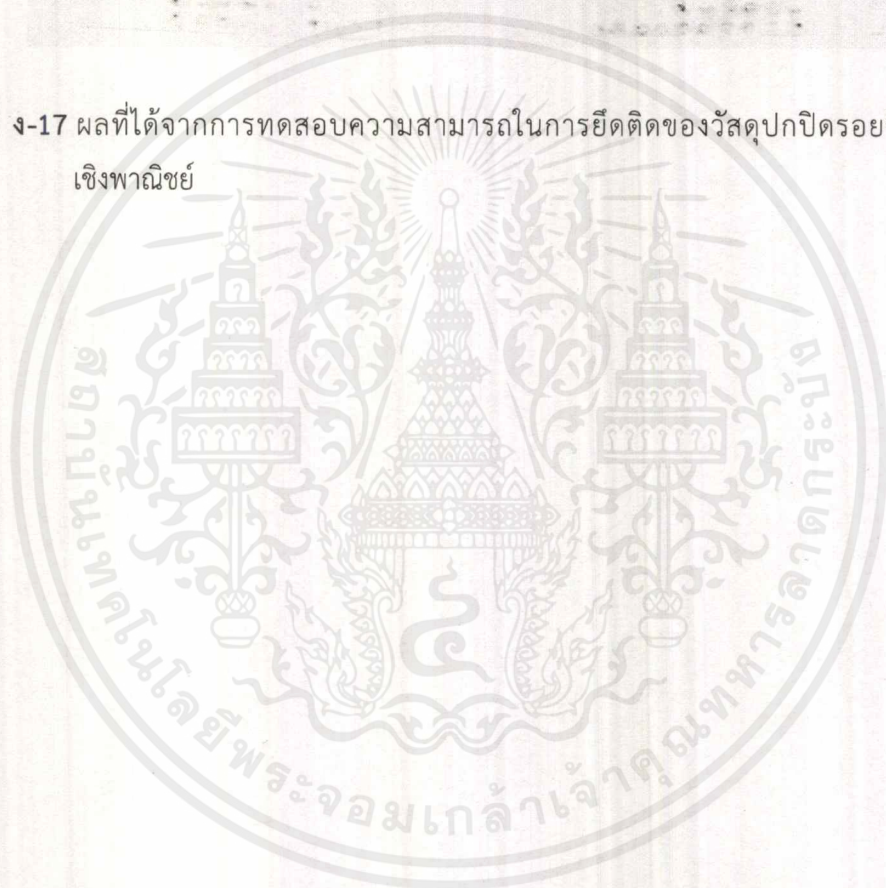 ง-17 ผลที่ได้จากการทดสอบความสามารถในการยึดติดของวัสดุปกปิดรอย
เชิงพาณิชย์
สถาบันเทคโนโลยีพระจอมเกล้าเจ้าคุณทหารลาดกระบัง